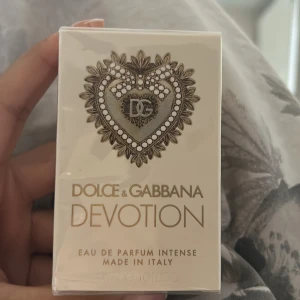 DG
DOLCE & GABBANA
DEVOTION
EAU DE PARFUM INTENSE
MADE IN ITALY